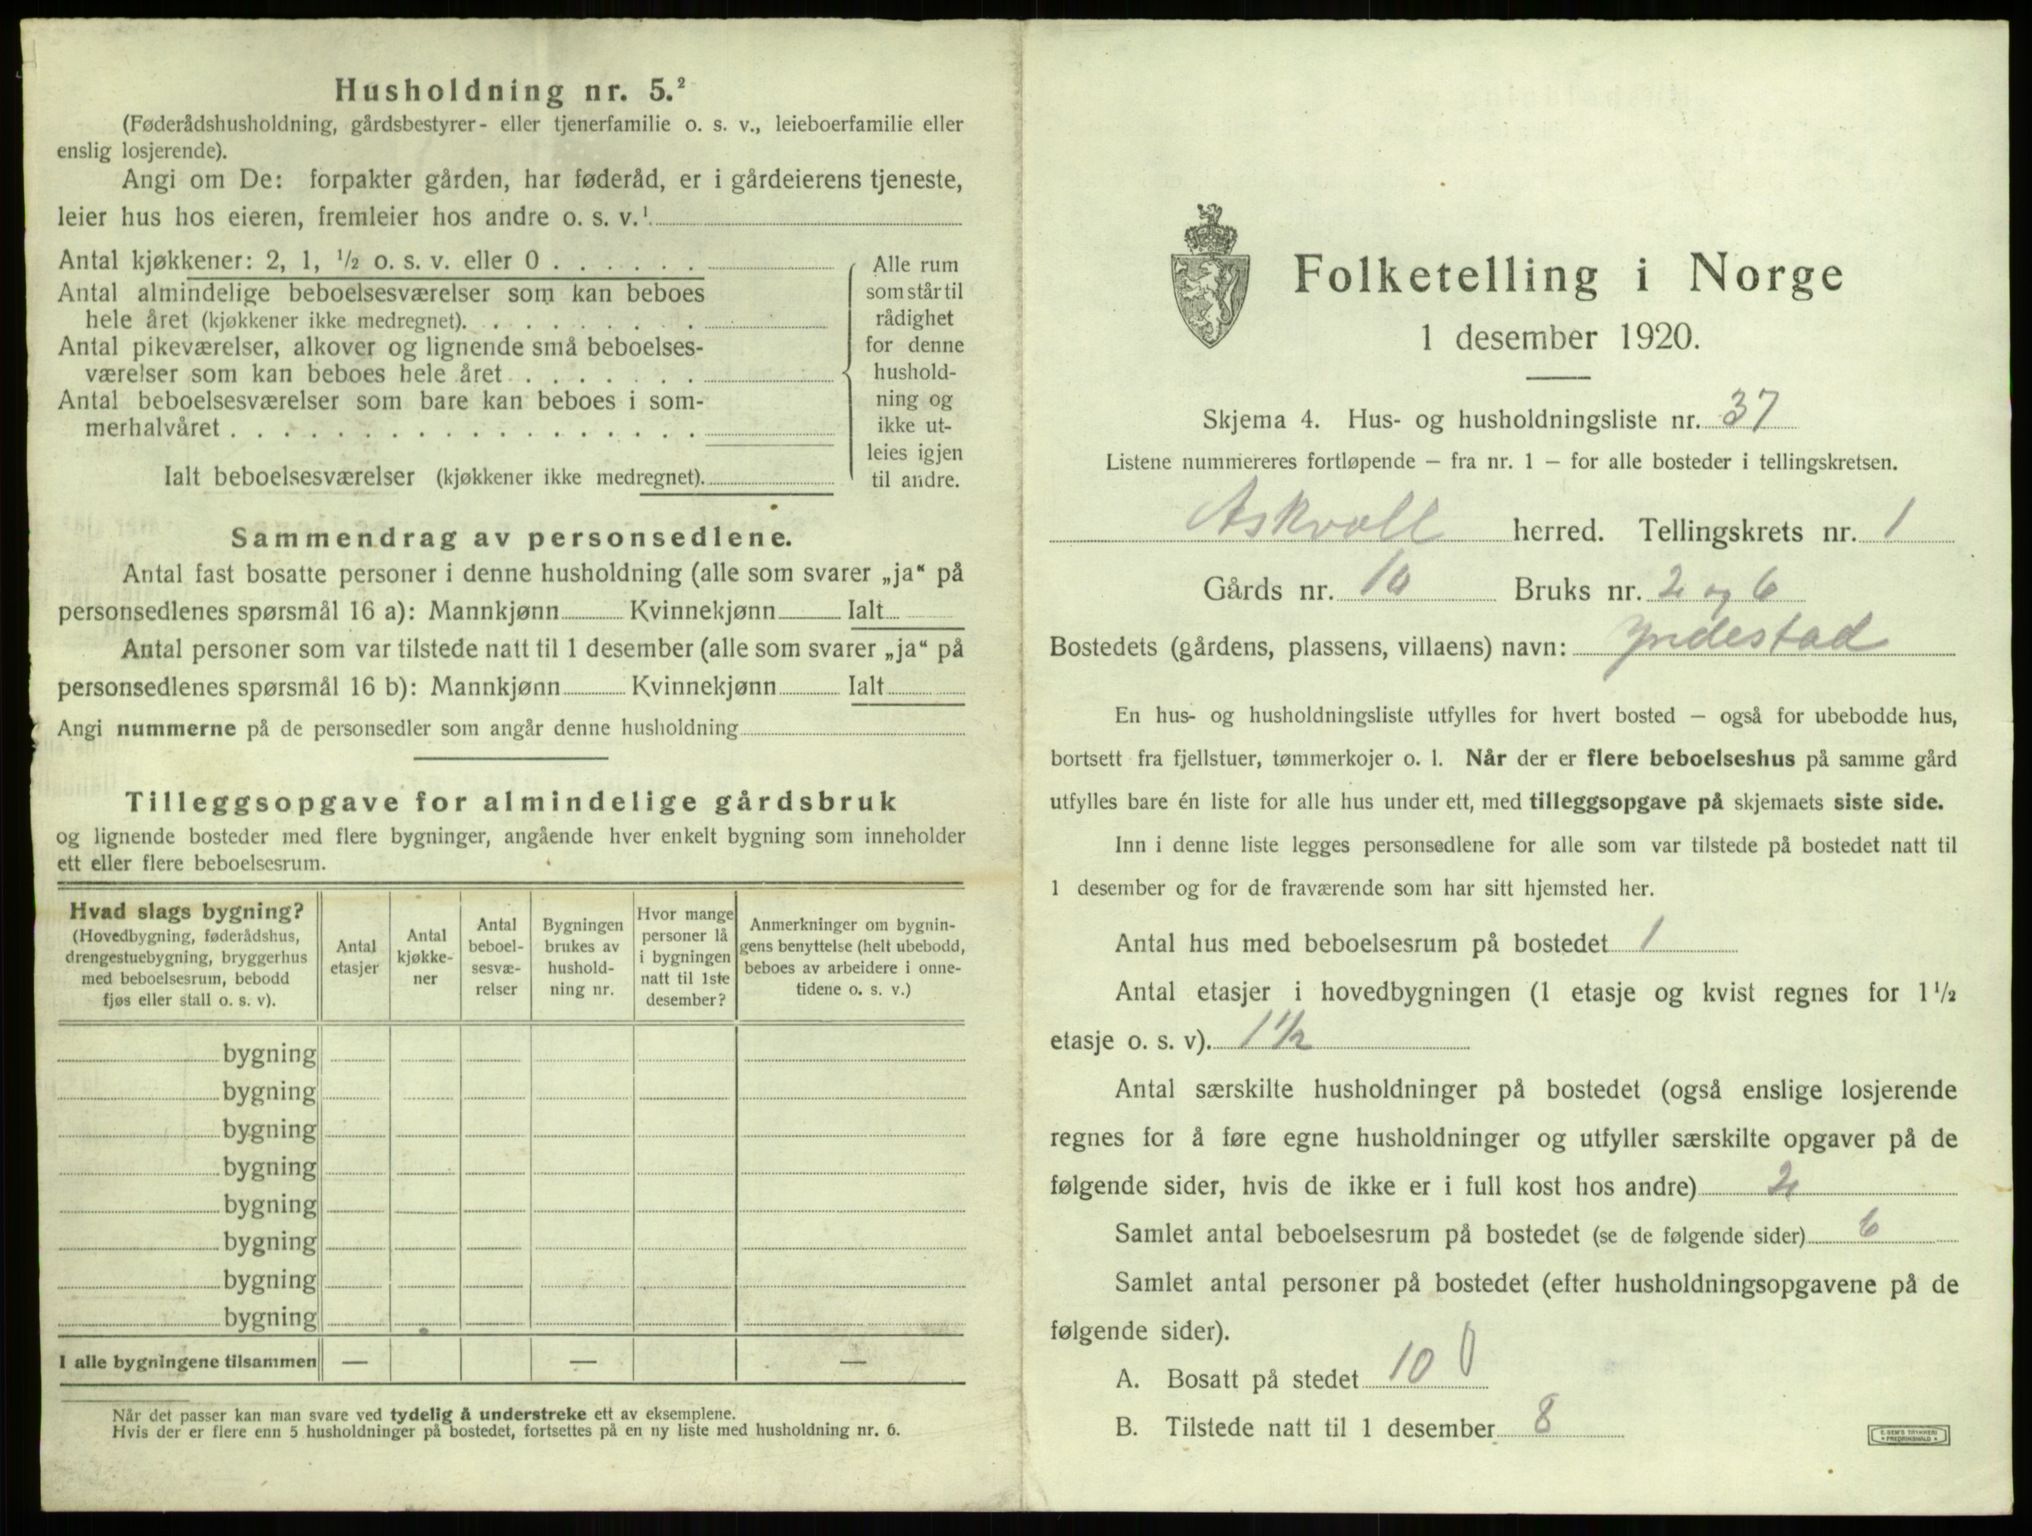 Husholdning nr. 5.²
(Føderådshusholdning, gårdsbestyrer- eller tjenerfamilie o. s. v., leieboerfamilie eller
enslig losjerende).
Angi om De: forpakter gården, har føderåd, er i gårdeierens tjeneste,
leier hus hos eieren, fremleier hos andre o. s. v.¹
Antal kjøkkener: 2, 1, ½ o. s. v. eller 0 . . . . . .
Antal almindelige beboelsesværelser som kan beboes
hele året (kjøkkener ikke medregnet). . . . . . . . .
Antal pikeværelser, alkover og lignende små beboelses-
værelser som kan beboes hele året . . . . . . .
Antal beboelsesværelser som bare kan beboes i som-
merhalvåret . . . . . . . . . . . . . . . . . .
Ialt beboelsesværelser (kjøkkener ikke medregnet).
Alle rum
som står til
rådighet
for denne
hushold-
ning og
ikke ut-
leies igjen
til andre.
Sammendrag av personsedlene.
Antal fast bosatte personer i denne husholdning (alle som svarer „ja“ på
personsedlenes spørsmål 16 a): Mannkjønn Kvinnekjønn Ialt
Antal personer som var tilstede natt til 1 desember (alle som svarer „ja“ på
personsedlenes spørsmål 16 b): Mannkjønn Kvinnekjønn Ialt
Angi nummerne på de personsedler som angår denne husholdning
Tilleggsopgave for almindelige gårdsbruk
og lignende bosteder med flere bygninger, angående hver enkelt bygning som inneholder
ett eller flere beboelsesrum.
Hvad slags bygning?
(Hovedbygning, føderådshus,
drengestuebygning, bryggerhus
med beboelsesrum, bebodd
fjøs eller stall o. s. v).
Antal
etasjer
Antal
kjøkke-
ner
Antal
beboel-
sesvæ-
relser
Bygningen
brukes av
hushold-
ning nr.
Hvor mange
personer lå
i bygningen
natt til 1ste
desember?
Anmerkninger om bygnin-
gens benyttelse (helt ubebodd,
beboes av arbeidere i onne-
tidene o. s. v.)
bygning
bygning
bygning
bygning
bygning
bygning
bygning
bygning
I alle bygningene tilsammen — — —
Når det passer kan man svare ved tydelig å understreke ett av eksemplene.
Hvis der er flere enn 5 husholdninger på bostedet, fortsettes på en ny liste med husholdning nr. 6.
Folketelling i Norge
1 desember 1920.
Skjema 4. Hus- og husholdningsliste nr. 37
Listene nummereres fortløpende – fra nr. 1 – for alle bosteder i tellingskretsen.
Askvoll herred. Tellingskrets nr. 1
Gårds nr. 10 Bruks nr. 2 og 6
Bostedets (gårdens, plassens, villaens) navn: Yndestad
En hus- og husholdningsliste utfylles for hvert bosted – også for ubebodde hus,
bortsett fra fjellstuer, tømmerkojer o. l. Når der er flere beboelseshus på samme gård
utfylles bare én liste for alle hus under ett, med tilleggsopgave på skjemaets siste side.
Inn i denne liste legges personsedlene for alle som var tilstede på bostedet natt til
1 desember og for de fraværende som har sitt hjemsted her.
Antal hus med beboelsesrum på bostedet 1
Antal etasjer i hovedbygningen (1 etasje og kvist regnes for 1½
etasje o. s. v). 1½
Antal særskilte husholdninger på bostedet (også enslige losjerende
regnes for å føre egne husholdninger og utfyller særskilte opgaver på de
følgende sider, hvis de ikke er i full kost hos andre) 2
Samlet antal beboelsesrum på bostedet (se de følgende sider) 6
Samlet antal personer på bostedet (efter husholdningsopgavene på de
følgende sider).
A. Bosatt på stedet 10 0
B. Tilstede natt til 1 desember 8